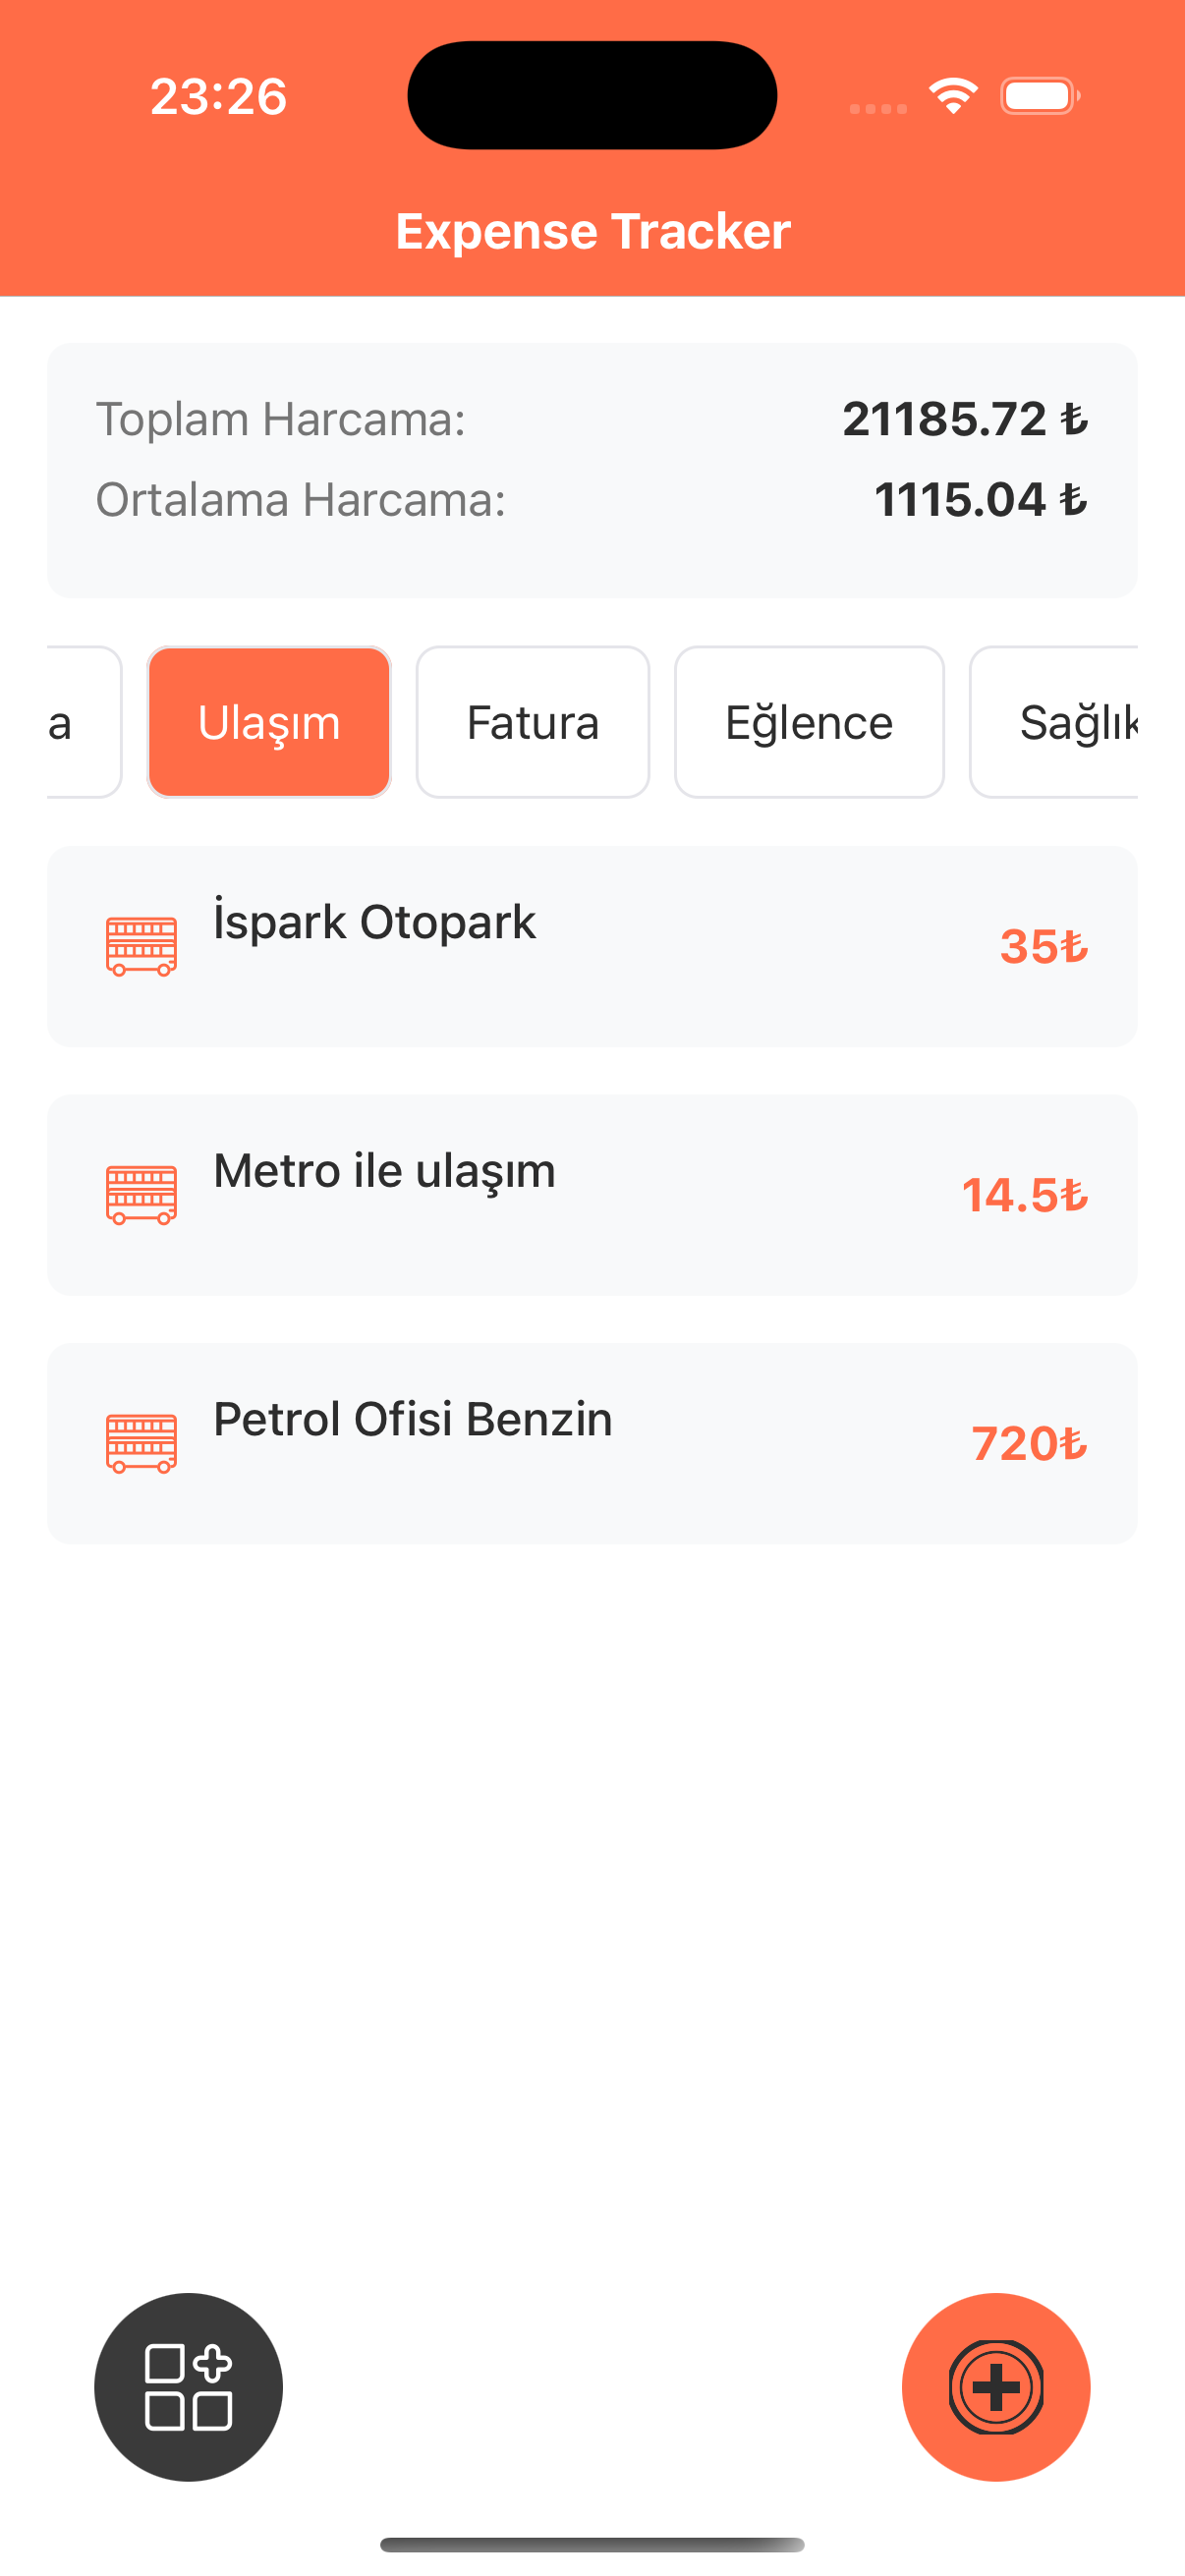 23:26
Expense Tracker
Toplam Harcama: 21185.72 ₺
Ortalama Harcama: 1115.04 ₺
a Ulaşım Fatura Eğlence Sağlık
İspark Otopark
35₺
Metro ile ulaşım
14.5₺
Petrol Ofisi Benzin
720₺